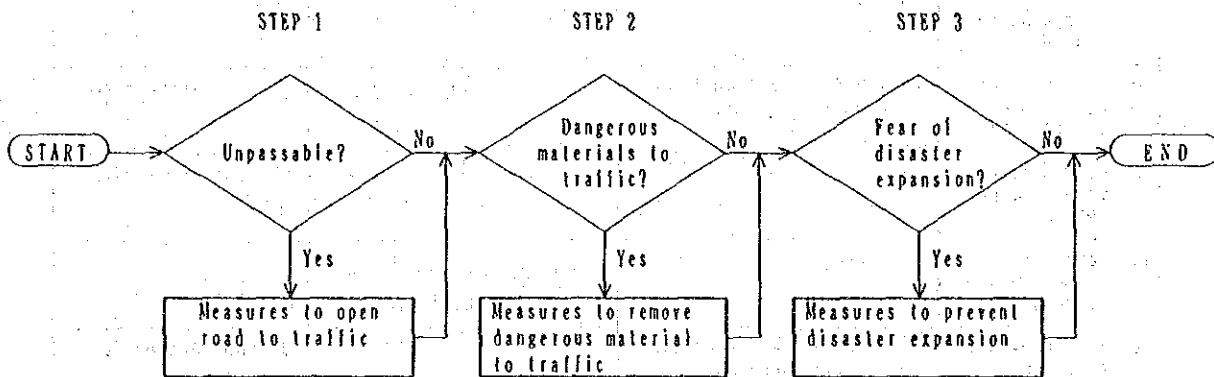 STEP 1
STEP 2
STEP 3
START
Unpassable?
No
Dangerous
materials to
traffic?
No
Fear of
disaster
expansion?
No
END
Yes
Yes
Yes
Measures to open
road to traffic
Measures to remove
dangerous material
to traffic
Measures to prevent
disaster expansion